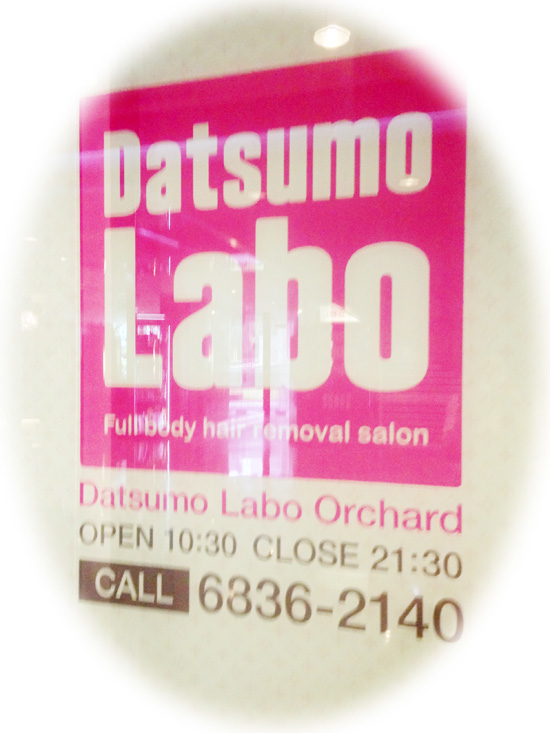 Datsumo
Labo
Full body hair removal salon
Datsumo Labo Orchard
OPEN 10:30 CLOSE 21:30
CALL 6836-2140